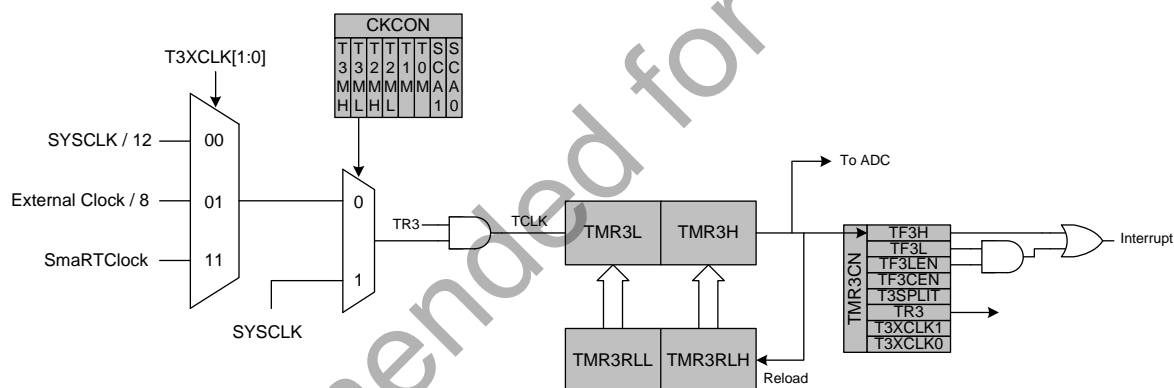 CKCON
T3MH
T3ML
T2MH
T2ML
T1M
T0M
SCA1
SCA0
T3XCLK[1:0]
SYSCLK / 12
00
External Clock / 8
01
SmaRTClock
11
0
1
SYSCLK
TR3
TCLK
TMR3L
TMR3H
To ADC
TMR3RLL
TMR3RLH
Reload
TMR3CN
TF3H
TF3L
TF3LEN
TF3CEN
T3SPLIT
TR3
T3XCLK1
T3XCLK0
Interrupt
ended for